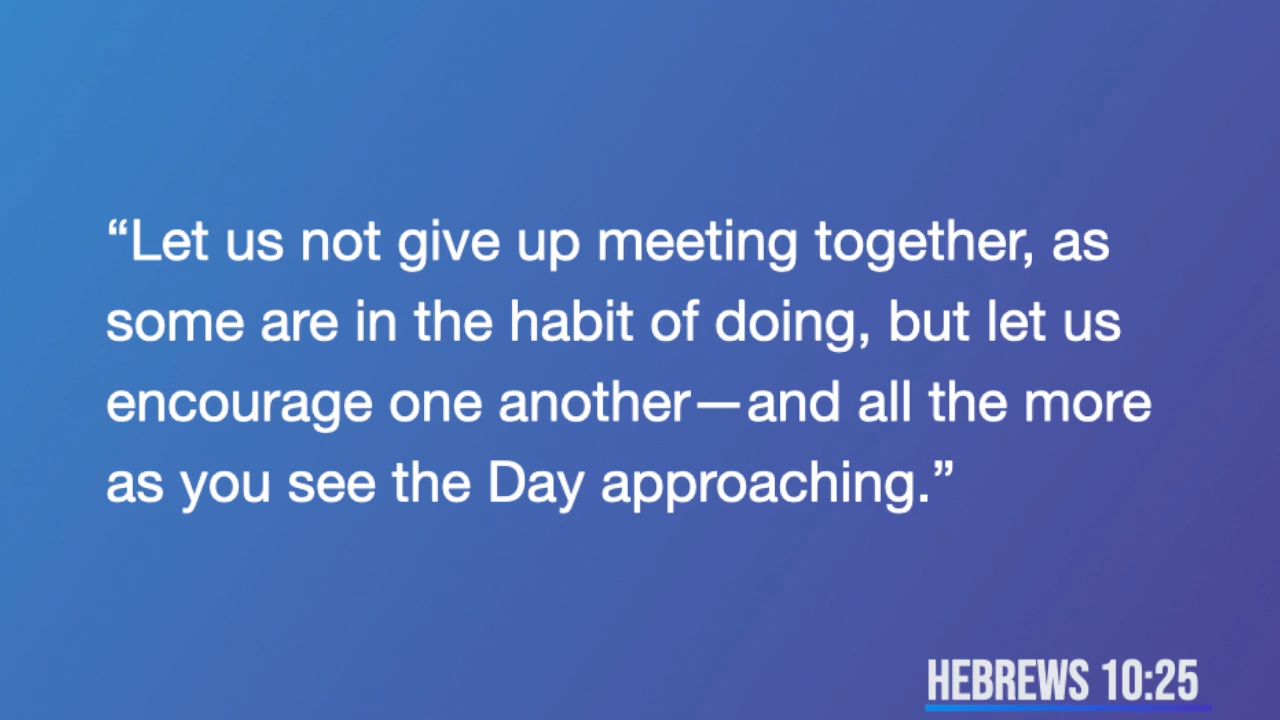 “Let us not give up meeting together, as
some are in the habit of doing, but let us
encourage one another—and all the more
as you see the Day approaching.”
HEBREWS 10:25